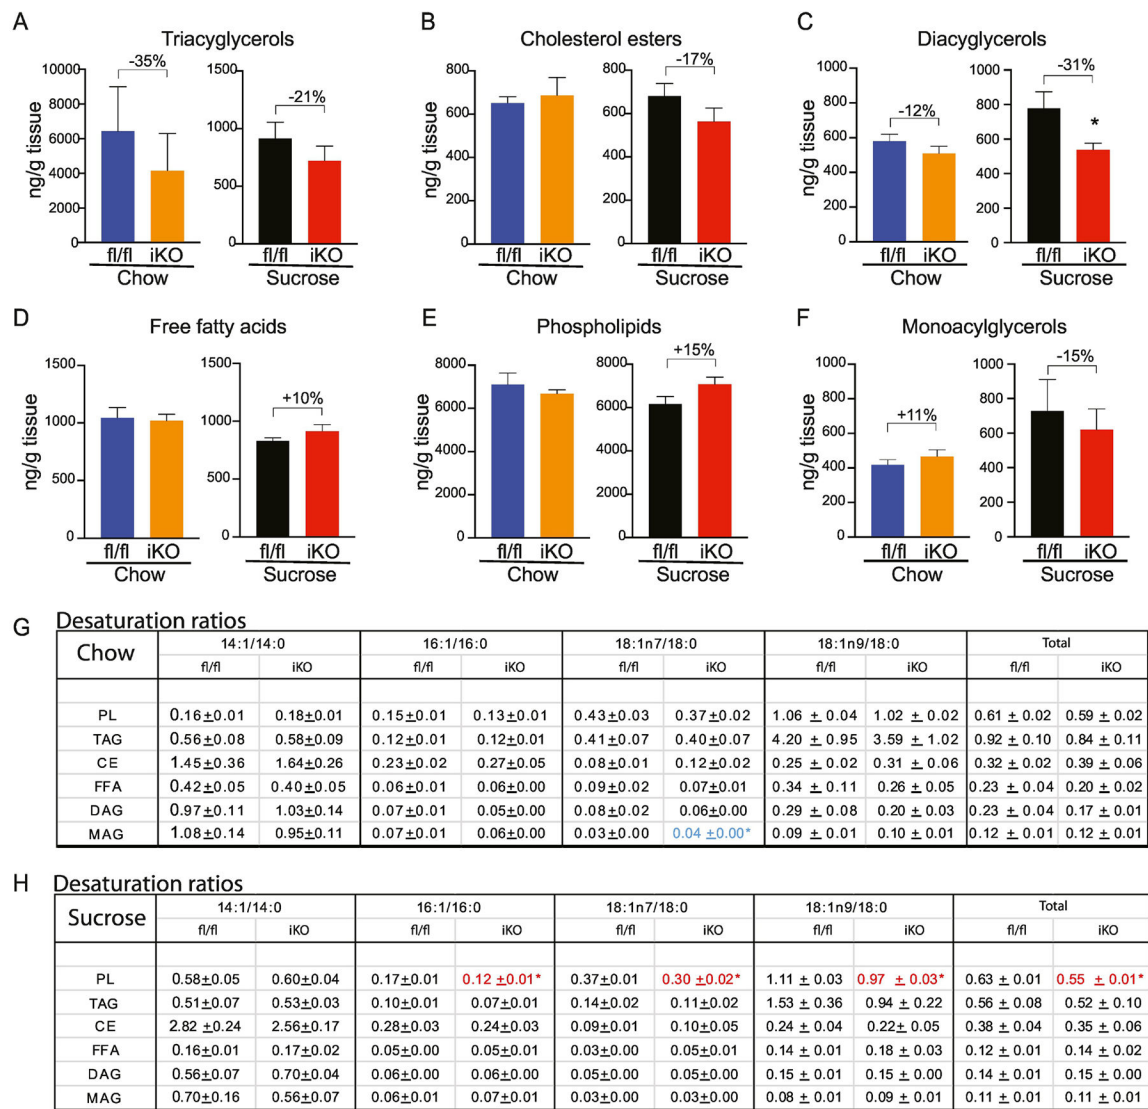 A
Triacyglycerols
ng/g tissue
10000
8000
6000
4000
2000
0
-35%
fl/fl iKO
Chow
1500
1000
500
0
-21%
fl/fl iKO
Sucrose
B
Cholesterol esters
ng/g tissue
800
600
400
200
0
fl/fl iKO
Chow
800
600
400
200
0
-17%
fl/fl iKO
Sucrose
C
Diacyglycerols
ng/g tissue
1000
800
600
400
200
0
-12%
fl/fl iKO
Chow
1000
800
600
400
200
0
-31%
*
fl/fl iKO
Sucrose
D
Free fatty acids
ng/g tissue
1500
1000
500
0
fl/fl iKO
Chow
1500
1000
500
0
+10%
fl/fl iKO
Sucrose
E
Phospholipids
ng/g tissue
8000
6000
4000
2000
0
fl/fl iKO
Chow
8000
6000
4000
2000
0
+15%
fl/fl iKO
Sucrose
F
Monoacylglycerols
ng/g tissue
1000
800
600
400
200
0
+11%
fl/fl iKO
Chow
1000
800
600
400
200
0
-15%
fl/fl iKO
Sucrose
G Desaturation ratios
Chow 14:1/14:0 16:1/16:0 18:1n7/18:0 18:1n9/18:0 Total
fl/fl iKO fl/fl iKO fl/fl iKO fl/fl iKO fl/fl iKO
PL 0.16±0.01 0.18±0.01 0.15±0.01 0.13±0.01 0.43±0.03 0.37±0.02 1.06 ± 0.04 1.02 ± 0.02 0.61 ± 0.02 0.59 ± 0.02
TAG 0.56±0.08 0.58±0.09 0.12±0.01 0.12±0.01 0.41±0.07 0.40±0.07 4.20 ± 0.95 3.59 ± 1.02 0.92 ± 0.10 0.84 ± 0.11
CE 1.45±0.36 1.64±0.26 0.23±0.02 0.27±0.05 0.08±0.01 0.12±0.02 0.25 ± 0.02 0.31 ± 0.06 0.32 ± 0.02 0.39 ± 0.06
FFA 0.42±0.05 0.40±0.05 0.06±0.01 0.06±0.00 0.09±0.02 0.07±0.01 0.34 ± 0.11 0.26 ± 0.05 0.23 ± 0.04 0.20 ± 0.02
DAG 0.97±0.11 1.03±0.14 0.07±0.01 0.06±0.00 0.08±0.02 0.06±0.00 0.29 ± 0.08 0.20 ± 0.03 0.23 ± 0.04 0.17 ± 0.01
MAG 1.08±0.14 0.95±0.11 0.07±0.01 0.06±0.00 0.03±0.00 0.04 ±0.00* 0.09 ± 0.01 0.10 ± 0.01 0.12 ± 0.01 0.12 ± 0.01
H Desaturation ratios
Sucrose 14:1/14:0 16:1/16:0 18:1n7/18:0 18:1n9/18:0 Total
fl/fl iKO fl/fl iKO fl/fl iKO fl/fl iKO fl/fl iKO
PL 0.58±0.05 0.60±0.04 0.17±0.01 0.12 ±0.01* 0.37±0.01 0.30 ±0.02* 1.11 ± 0.03 0.97 ± 0.03* 0.63 ± 0.01 0.55 ± 0.01*
TAG 0.51±0.07 0.53±0.03 0.10±0.01 0.07±0.01 0.14±0.02 0.11±0.02 1.53 ± 0.36 0.94 ± 0.22 0.56 ± 0.08 0.52 ± 0.10
CE 2.82 ±0.24 2.56±0.17 0.28±0.03 0.24±0.03 0.09±0.01 0.10±0.05 0.24 ± 0.04 0.22± 0.05 0.38 ± 0.04 0.35 ± 0.06
FFA 0.16±0.01 0.17±0.02 0.05±0.00 0.05±0.01 0.03±0.00 0.05±0.01 0.14 ± 0.01 0.18 ± 0.03 0.12 ± 0.01 0.14 ± 0.02
DAG 0.56±0.07 0.70±0.04 0.06±0.00 0.06±0.00 0.05±0.00 0.05±0.00 0.15 ± 0.01 0.15 ± 0.00 0.14 ± 0.01 0.15 ± 0.00
MAG 0.70±0.16 0.56±0.07 0.06±0.01 0.07±0.01 0.03±0.00 0.03±0.00 0.08 ± 0.01 0.09 ± 0.01 0.11 ± 0.01 0.11 ± 0.01